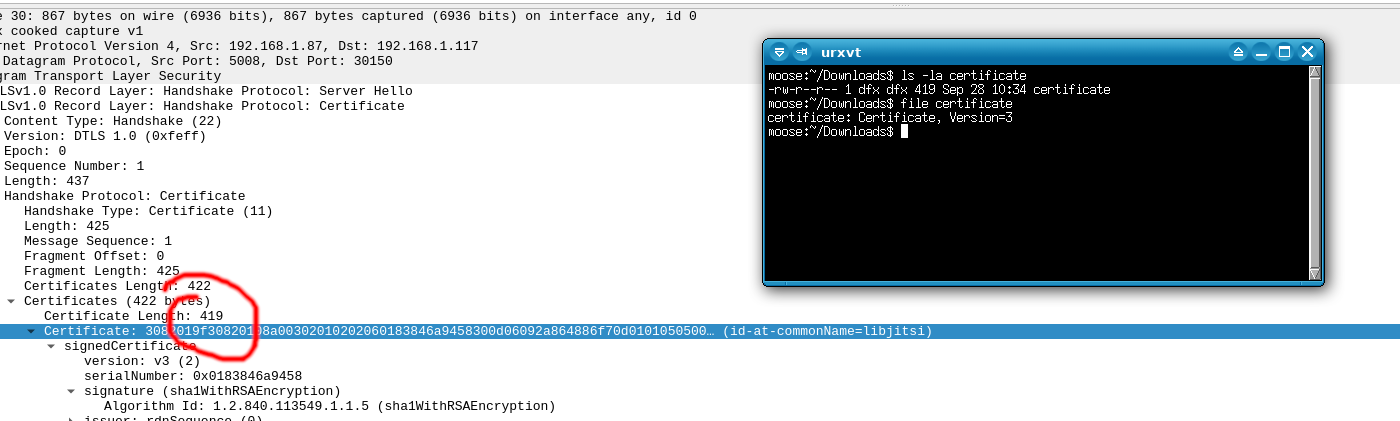 e 30: 867 bytes on wire (6936 bits), 867 bytes captured (6936 bits) on interface any, id 0
x cooked capture v1
rnet Protocol Version 4, Src: 192.168.1.87, Dst: 192.168.1.117
Datagram Protocol, Src Port: 5008, Dst Port: 30150
gram Transport Layer Security
LSv1.0 Record Layer: Handshake Protocol: Server Hello
LSv1.0 Record Layer: Handshake Protocol: Certificate
Content Type: Handshake (22)
Version: DTLS 1.0 (0xfeff)
Epoch: 0
Sequence Number: 1
Length: 437
Handshake Protocol: Certificate
Handshake Type: Certificate (11)
Length: 425
Message Sequence: 1
Fragment Offset: 0
Fragment Length: 425
Certificates Length: 422
Certificates (422 bytes)
Certificate Length: 419
Certificate: 3082019f30820108a00302010202060183846a9458300d06092a864886f70d0101050500… (id-at-commonName=libjitsi)
signedCertificate
version: v3 (2)
serialNumber: 0x0183846a9458
signature (sha1WithRSAEncryption)
Algorithm Id: 1.2.840.113549.1.1.5 (sha1WithRSAEncryption)
issuer: rdnSequence (0)
urxvt
moose:~/Downloads$ ls -la certificate
-rw-r--r-- 1 dfx dfx 419 Sep 28 10:34 certificate
moose:~/Downloads$ file certificate
certificate: Certificate, Version=3
moose:~/Downloads$